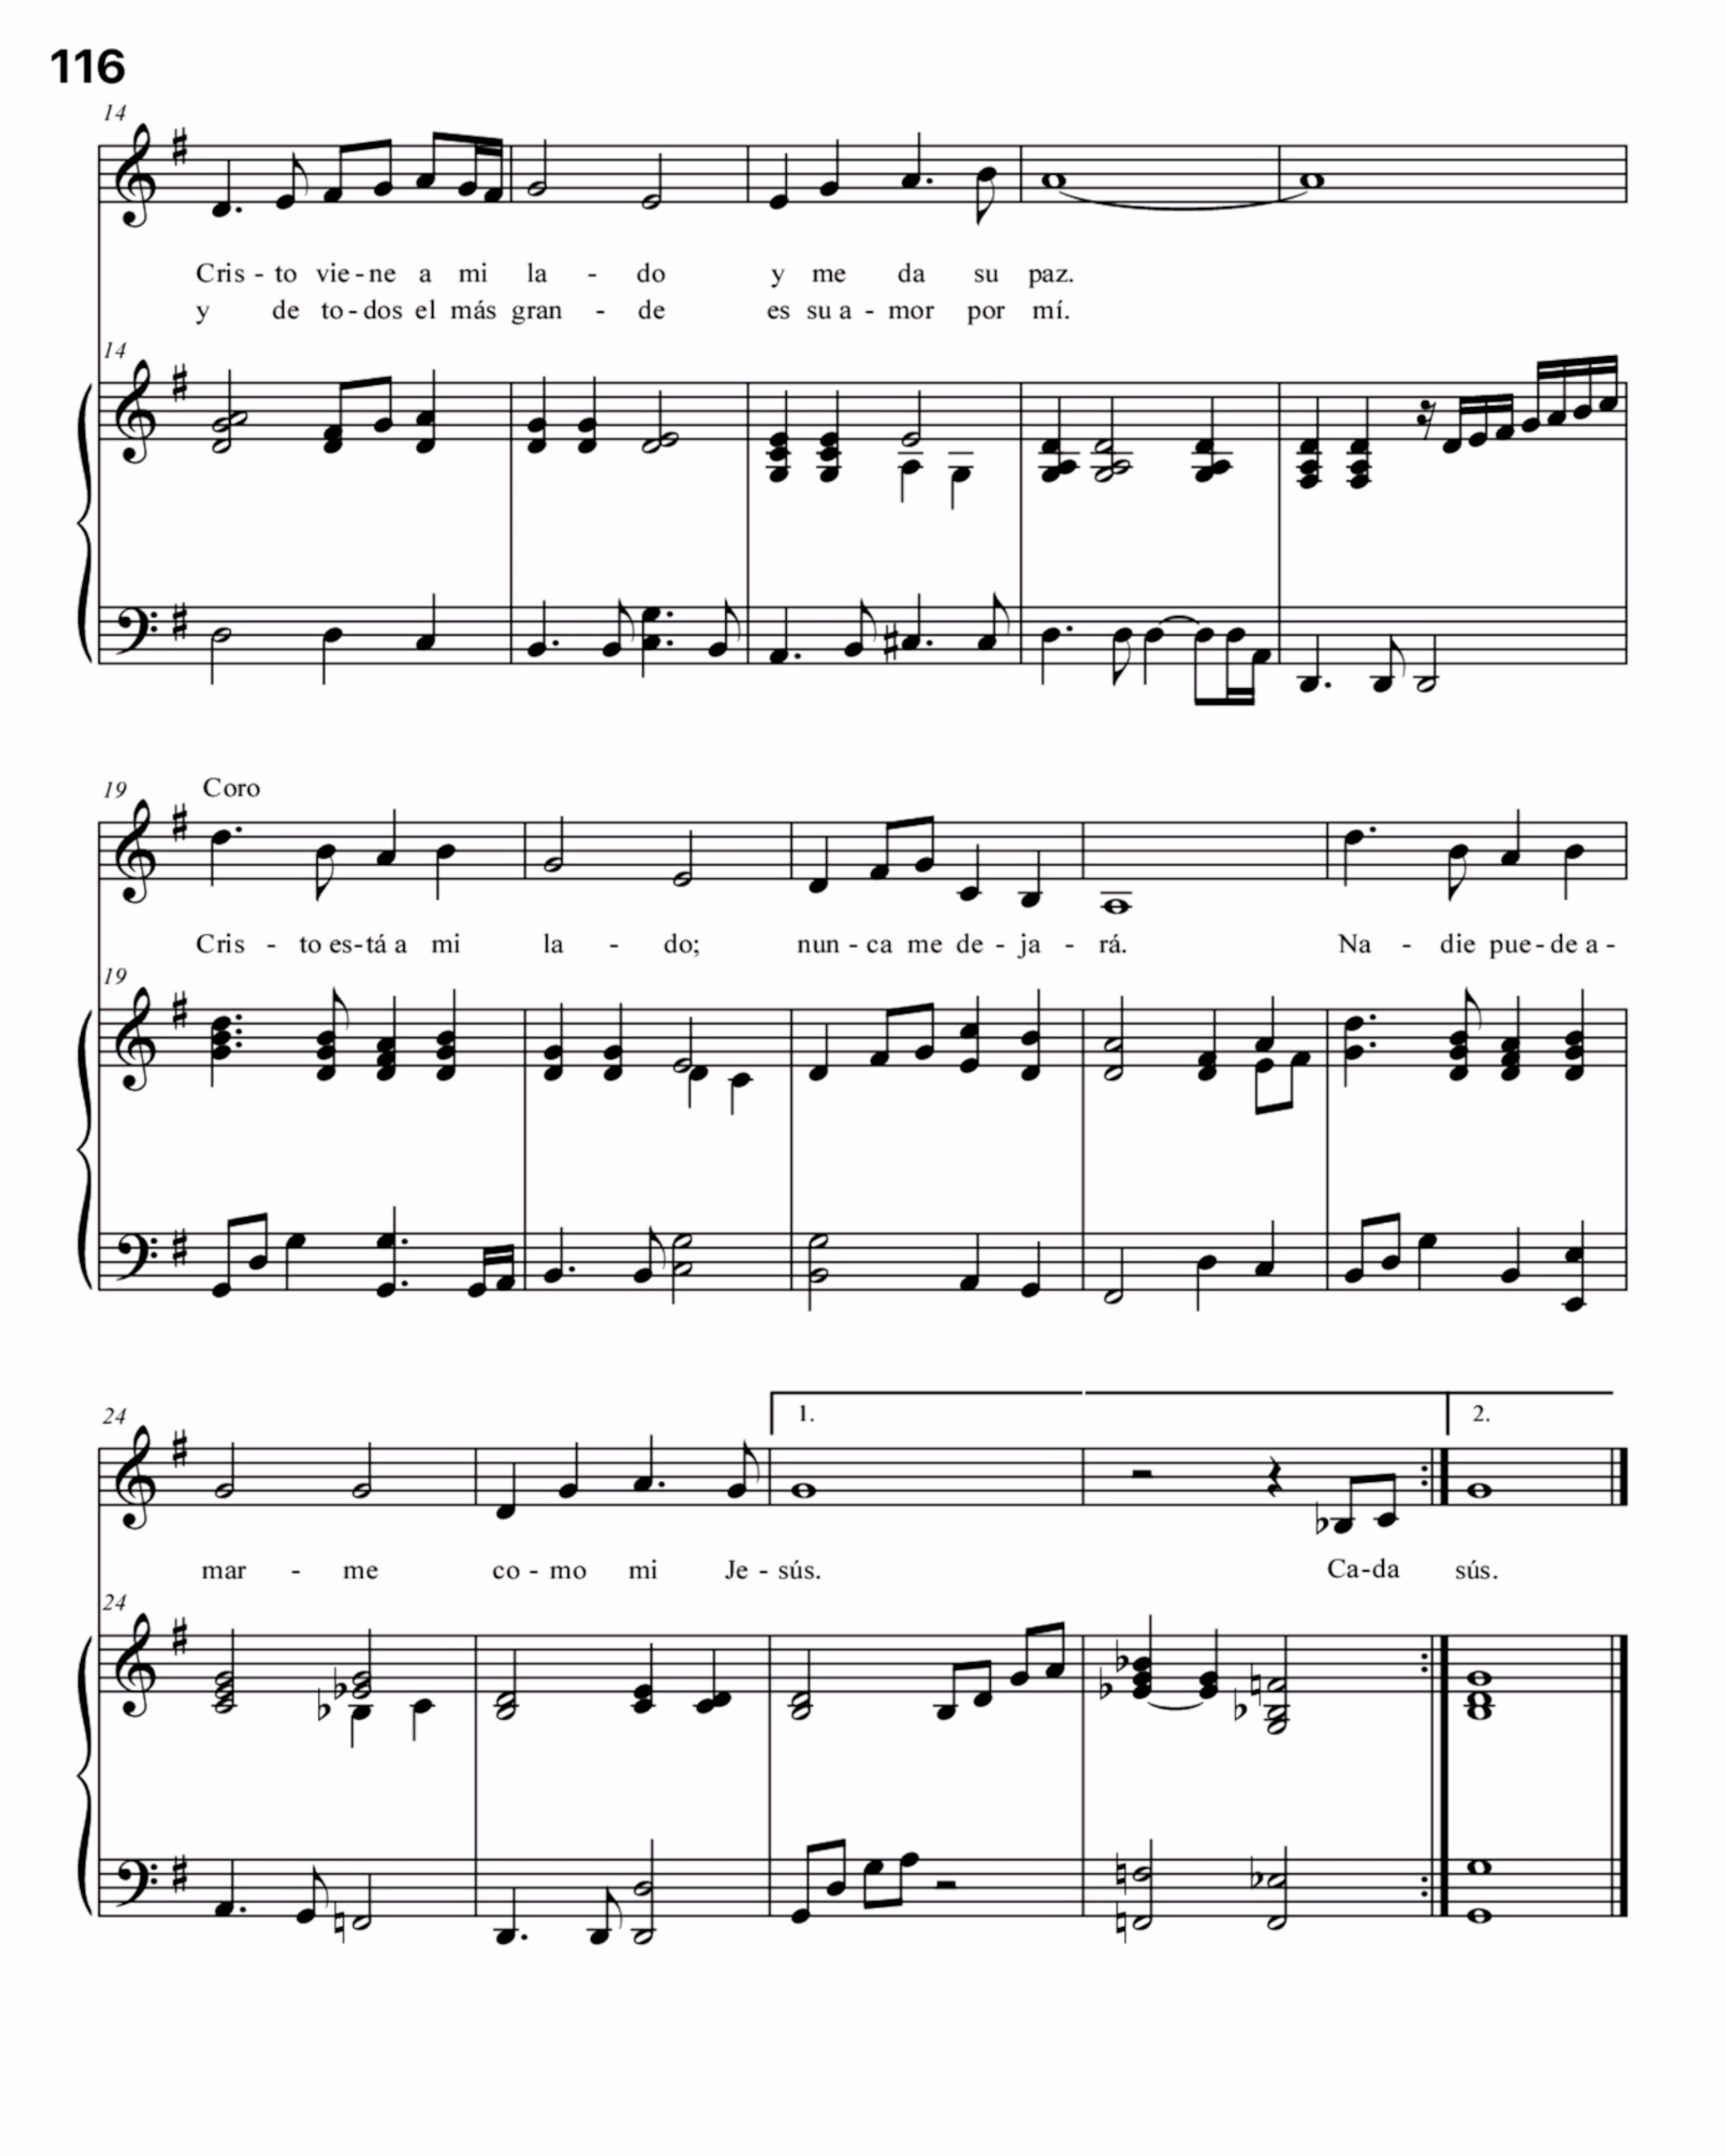 116
14
Cris - to vie - ne a mi la - do y me da su paz.
y de to - dos el más gran - de es su a - mor por mí.
14
19 Coro
Cris - to es - tá a mi la - do; nun - ca me de - ja - rá. Na - die pue - de a -
19
1. 2.
24
mar - me co - mo mi Je - sús. Ca - da sús.
24